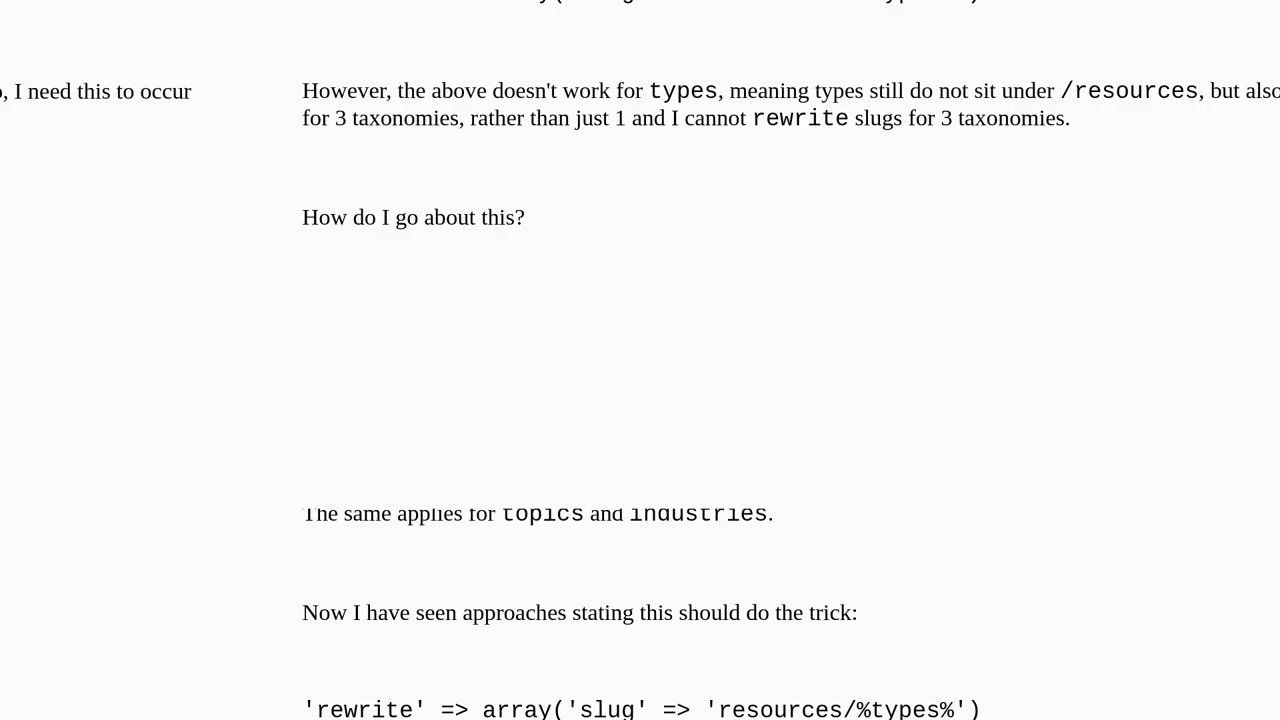 , I need this to occur
However, the above doesn't work for types, meaning types still do not sit under /resources, but also
for 3 taxonomies, rather than just 1 and I cannot rewrite slugs for 3 taxonomies.
How do I go about this?
The same applies for topics and industries.
Now I have seen approaches stating this should do the trick:
'rewrite' => array('slug' => 'resources/%types%')